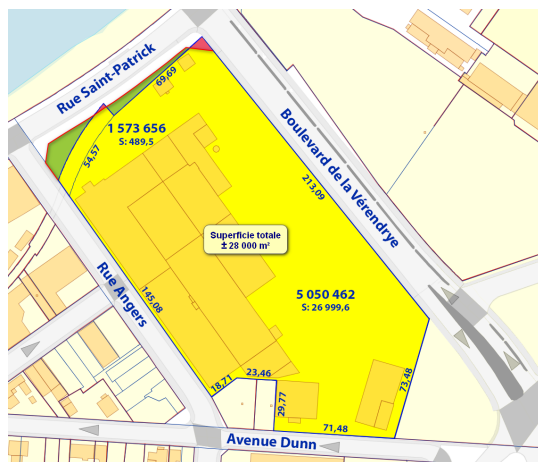 Rue Saint-Patrick
69,69
1 573 656
S: 489,5
54,57
Boulevard de la Vérendrye
213,09
Superficie totale
± 28 000 m²
5 050 462
S: 26 999,6
Rue Angers
145,08
18,71
23,46
29,77
73,48
71,48
Avenue Dunn